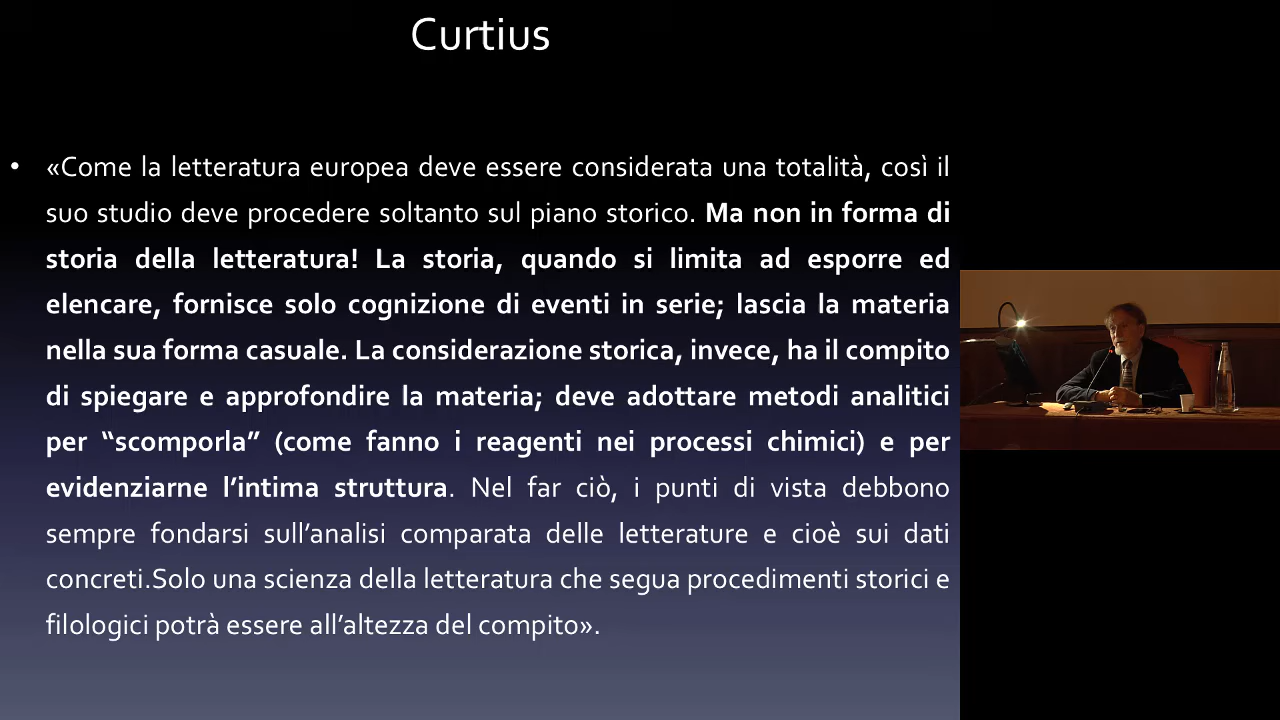 Curtius
• «Come la letteratura europea deve essere considerata una totalità, così il
suo studio deve procedere soltanto sul piano storico. Ma non in forma di
storia della letteratura! La storia, quando si limita ad esporre ed
elencare, fornisce solo cognizione di eventi in serie; lascia la materia
nella sua forma casuale. La considerazione storica, invece, ha il compito
di spiegare e approfondire la materia; deve adottare metodi analitici
per “scomporla” (come fanno i reagenti nei processi chimici) e per
evidenziarne l’intima struttura. Nel far ciò, i punti di vista debbono
sempre fondarsi sull’analisi comparata delle letterature e cioè sui dati
concreti.Solo una scienza della letteratura che segua procedimenti storici e
filologici potrà essere all’altezza del compito».